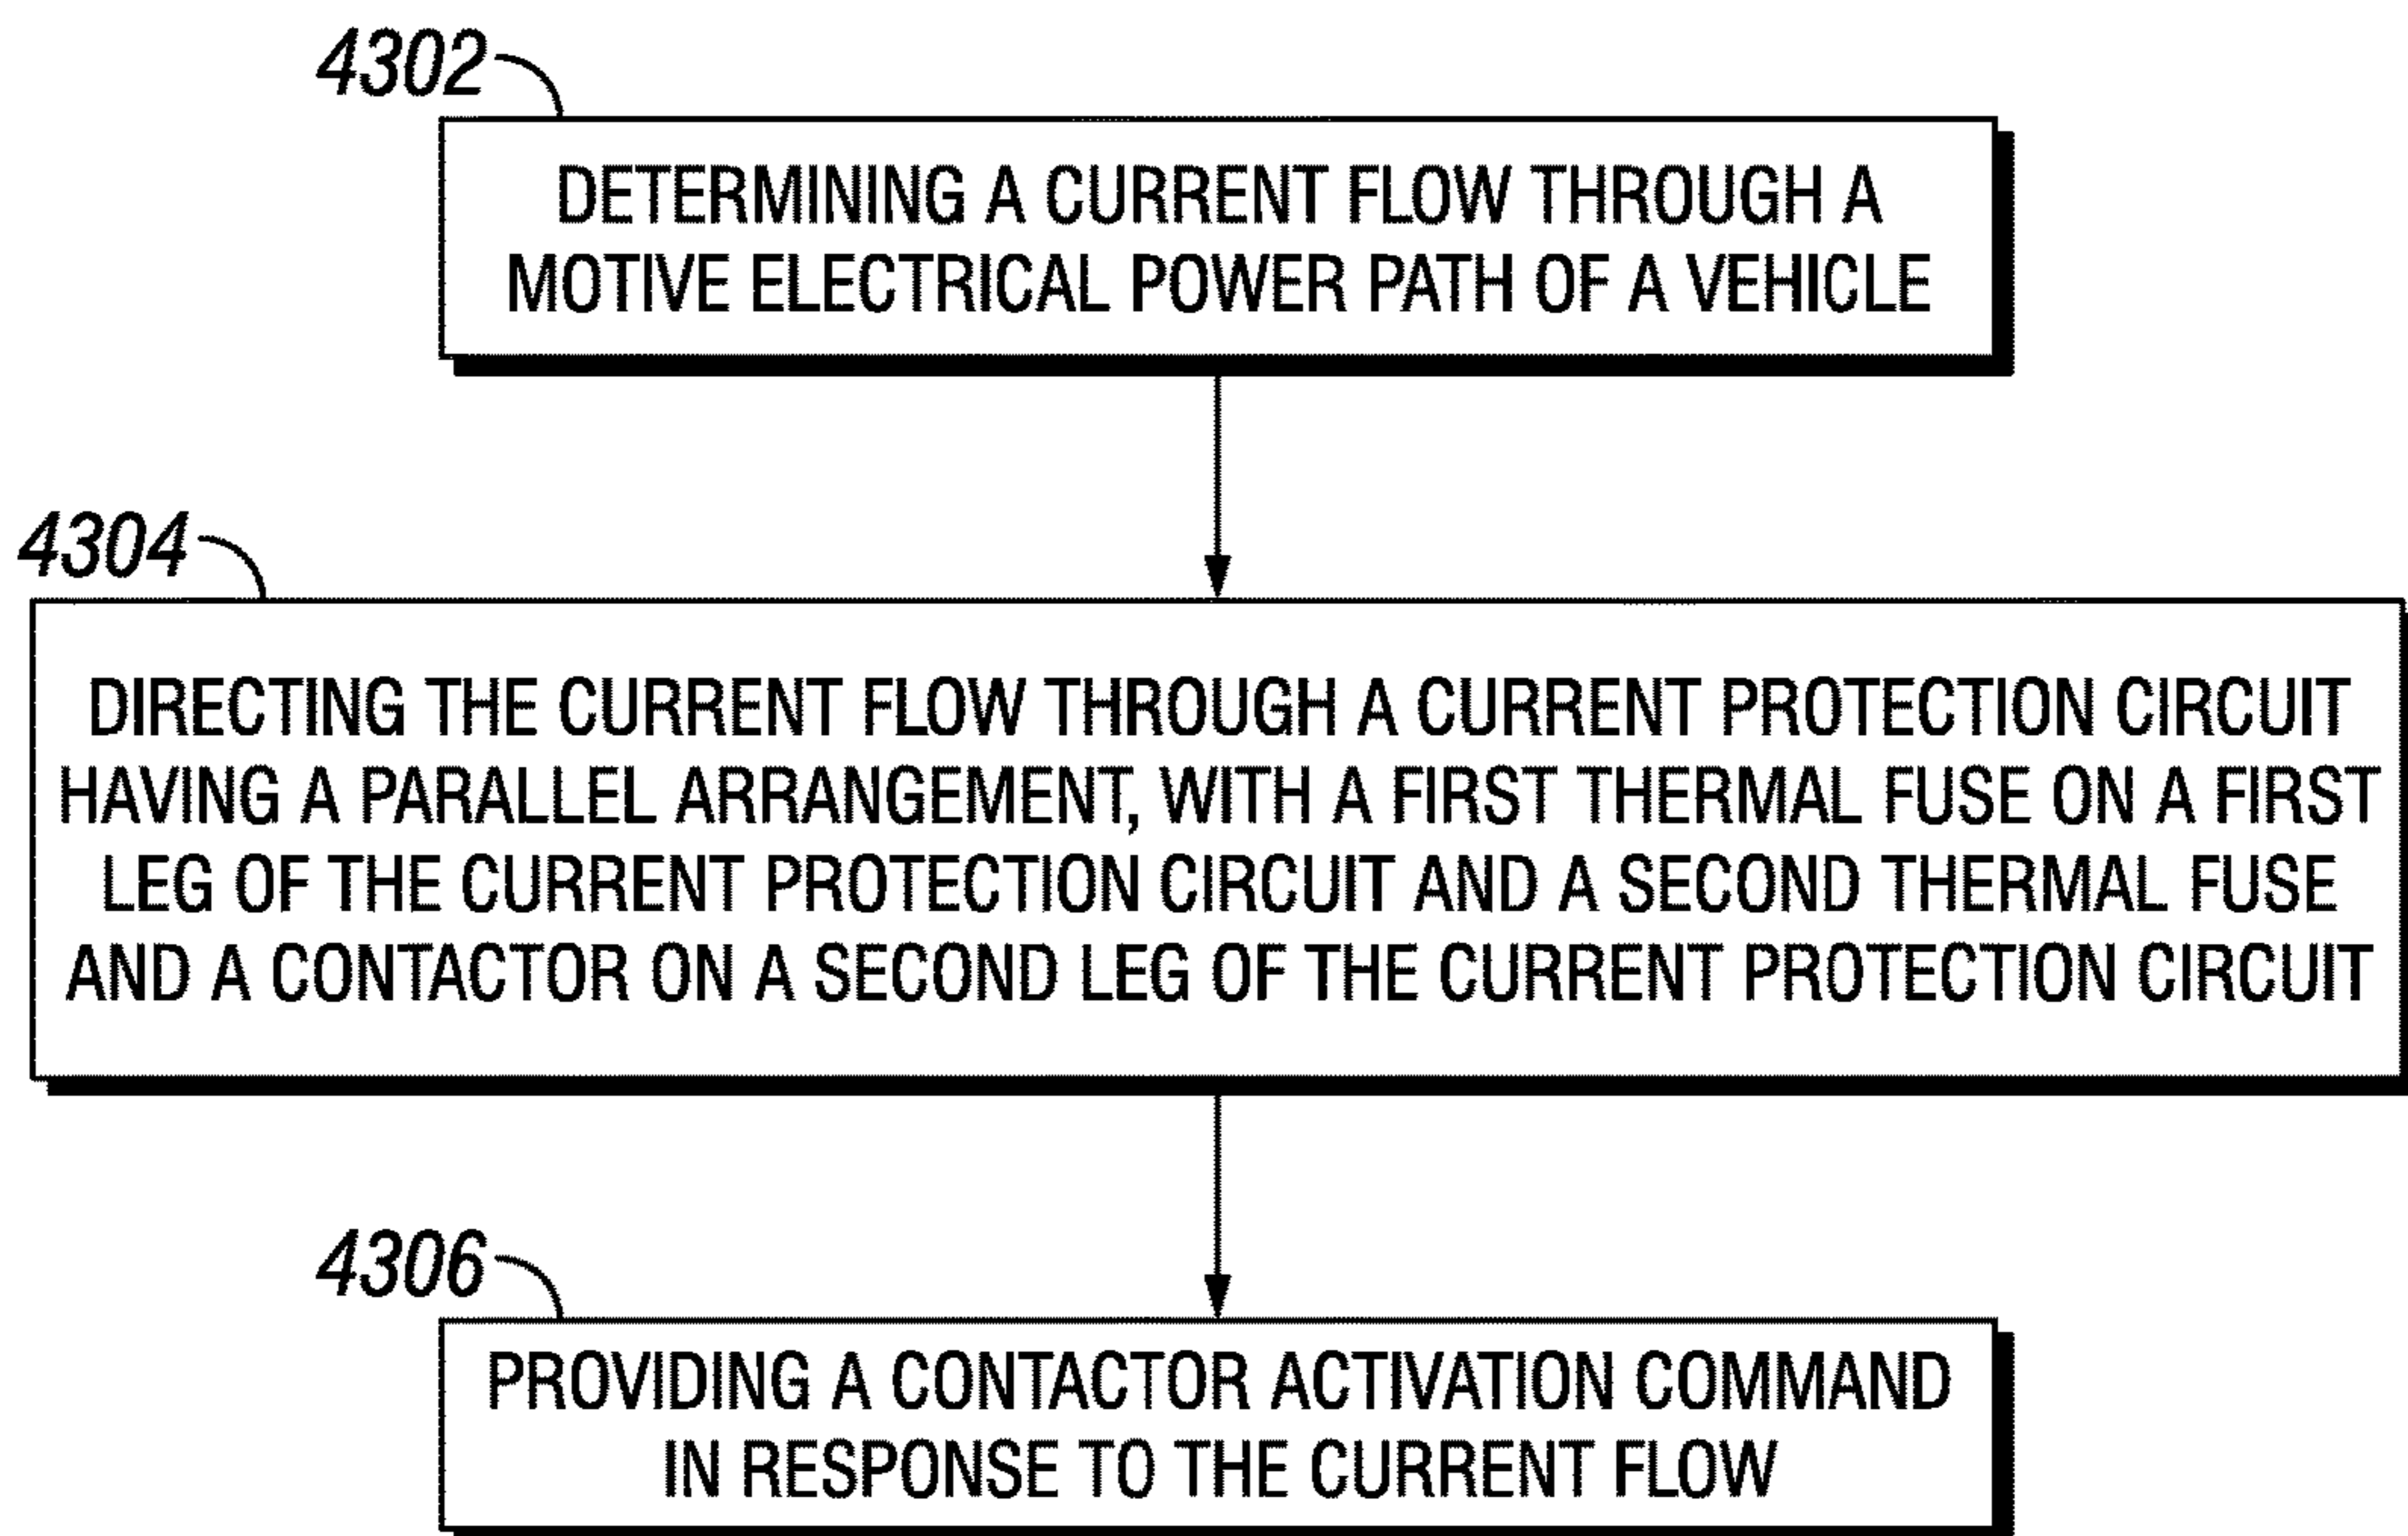 4302
DETERMINING A CURRENT FLOW THROUGH A
MOTIVE ELECTRICAL POWER PATH OF A VEHICLE
4304
DIRECTING THE CURRENT FLOW THROUGH A CURRENT PROTECTION CIRCUIT
HAVING A PARALLEL ARRANGEMENT, WITH A FIRST THERMAL FUSE ON A FIRST
LEG OF THE CURRENT PROTECTION CIRCUIT AND A SECOND THERMAL FUSE
AND A CONTACTOR ON A SECOND LEG OF THE CURRENT PROTECTION CIRCUIT
4306
PROVIDING A CONTACTOR ACTIVATION COMMAND
IN RESPONSE TO THE CURRENT FLOW